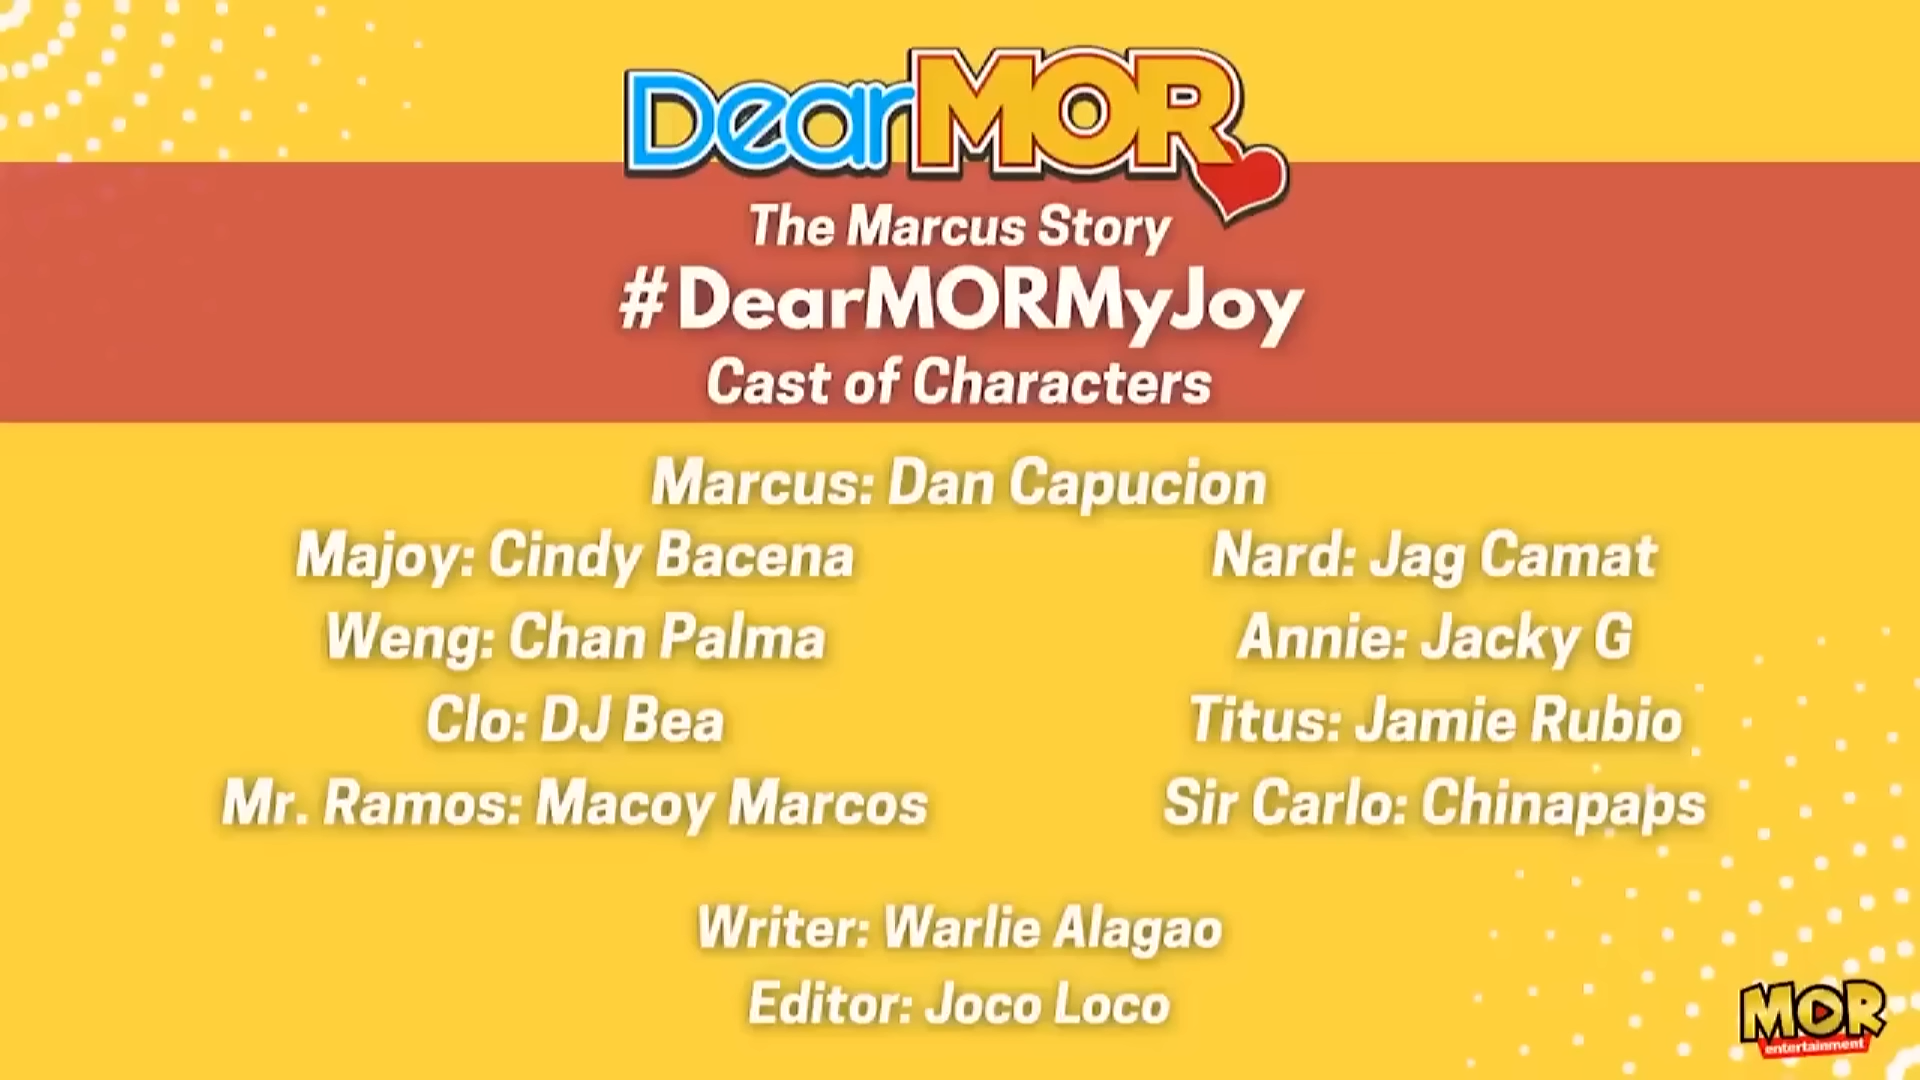 DearMOR
The Marcus Story
#DearMORMyJoy
Cast of Characters
Marcus: Dan Capucion
Majoy: Cindy Bacena
Weng: Chan Palma
Clo: DJ Bea
Mr. Ramos: Macoy Marcos
Nard: Jag Camat
Annie: Jacky G
Titus: Jamie Rubio
Sir Carlo: Chinapaps
Writer: Warlie Alagao
Editor: Joco Loco
MOR
entertainment